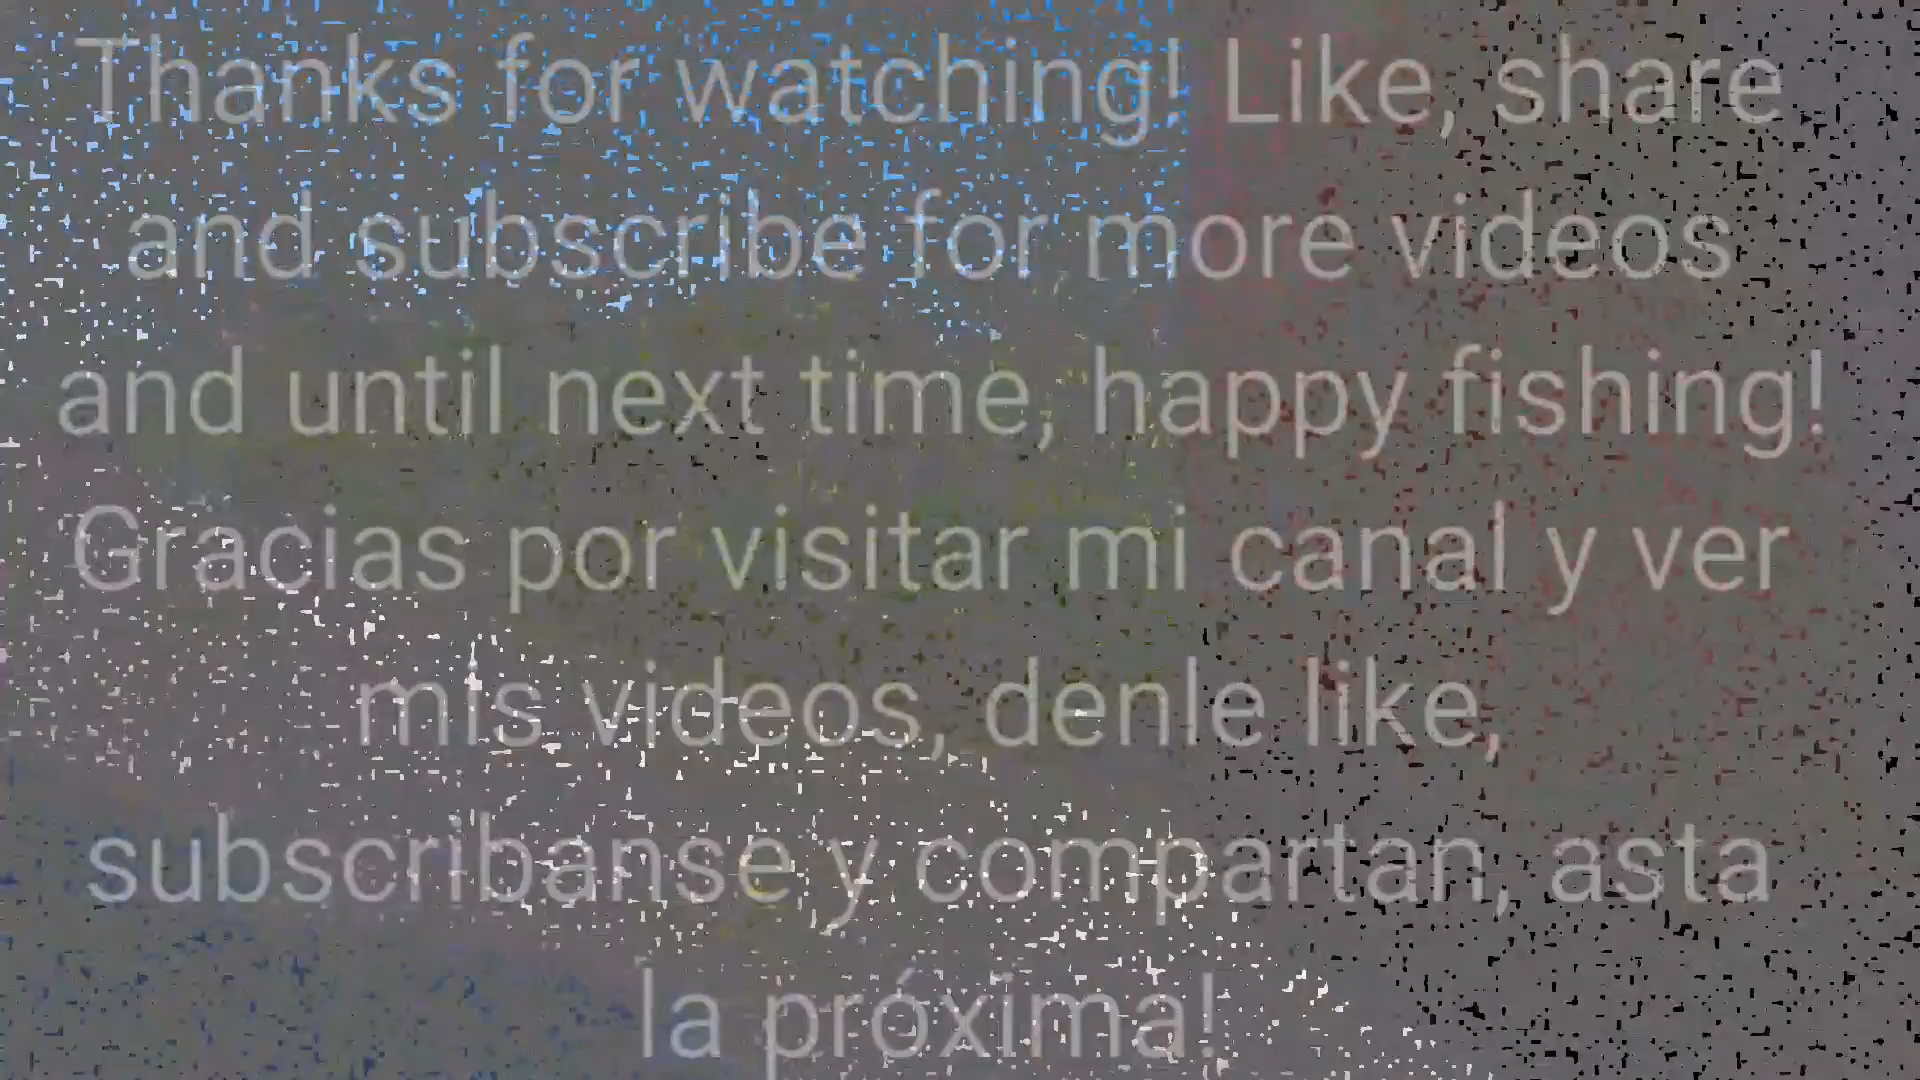 Thanks for watching! Like, share
and subscribe for more videos
and until next time, happy fishing!
Gracias por visitar mi canal y ver
mis videos, denle like,
subscribanse y compartan, asta
la próxima!